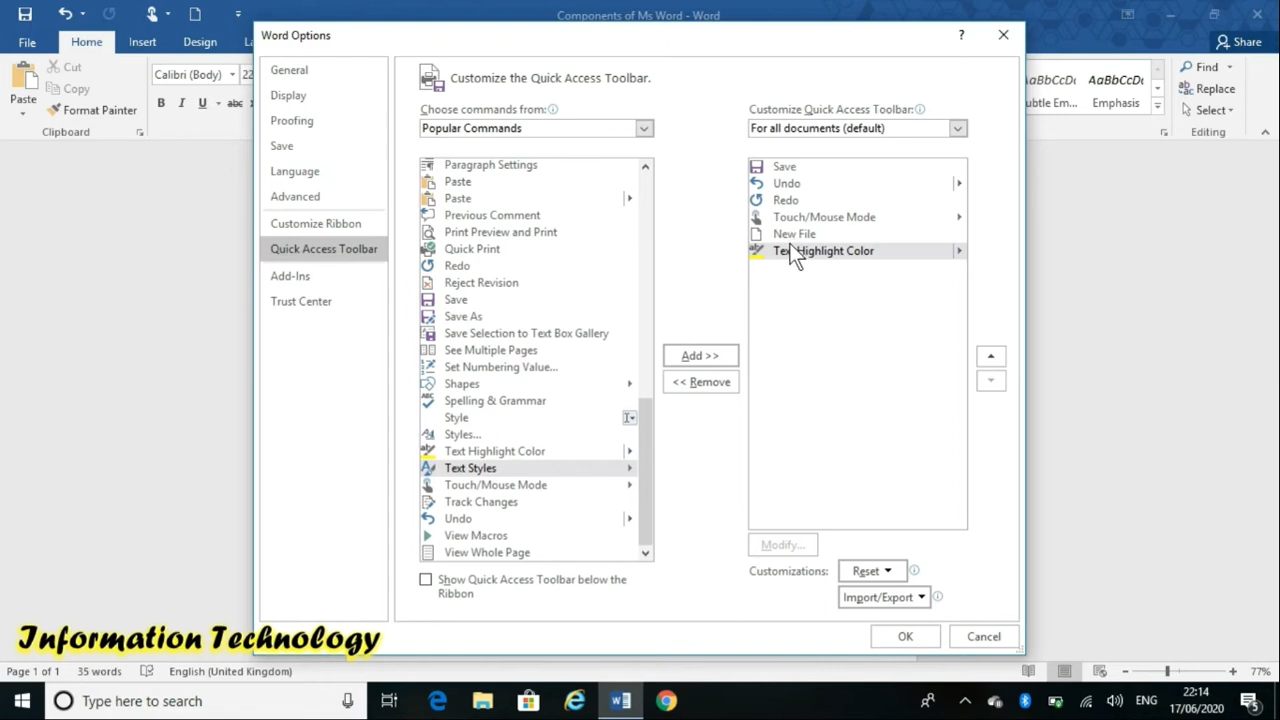 Components of Ms Word - Word
File
Home
Insert
Design
Share
Paste
Cut
Copy
Format Painter
Clipboard
Calibri (Body)
22
B I U abc
AaBbCcDc
AaBbCcDc
Emphasis
Find
Replace
Select
Editing
Word Options
?
General
Display
Proofing
Save
Language
Advanced
Customize Ribbon
Quick Access Toolbar
Add-Ins
Trust Center
Customize the Quick Access Toolbar.
Choose commands from:
Popular Commands
Paragraph Settings
Paste
Paste
Previous Comment
Print Preview and Print
Quick Print
Redo
Reject Revision
Save
Save As
Save Selection to Text Box Gallery
See Multiple Pages
Set Numbering Value...
Shapes
Spelling & Grammar
Style
Styles...
Text Highlight Color
Text Styles
Touch/Mouse Mode
Track Changes
Undo
View Macros
View Whole Page
Show Quick Access Toolbar below the
Ribbon
Add >>
<< Remove
Customize Quick Access Toolbar:
For all documents (default)
Save
Undo
Redo
Touch/Mouse Mode
New File
Text Highlight Color
Modify...
Customizations:
Reset
Import/Export
OK
Cancel
Information Technology
Page 1 of 1
35 words
English (United Kingdom)
77%
Type here to search
ENG
22:14
17/06/2020
5